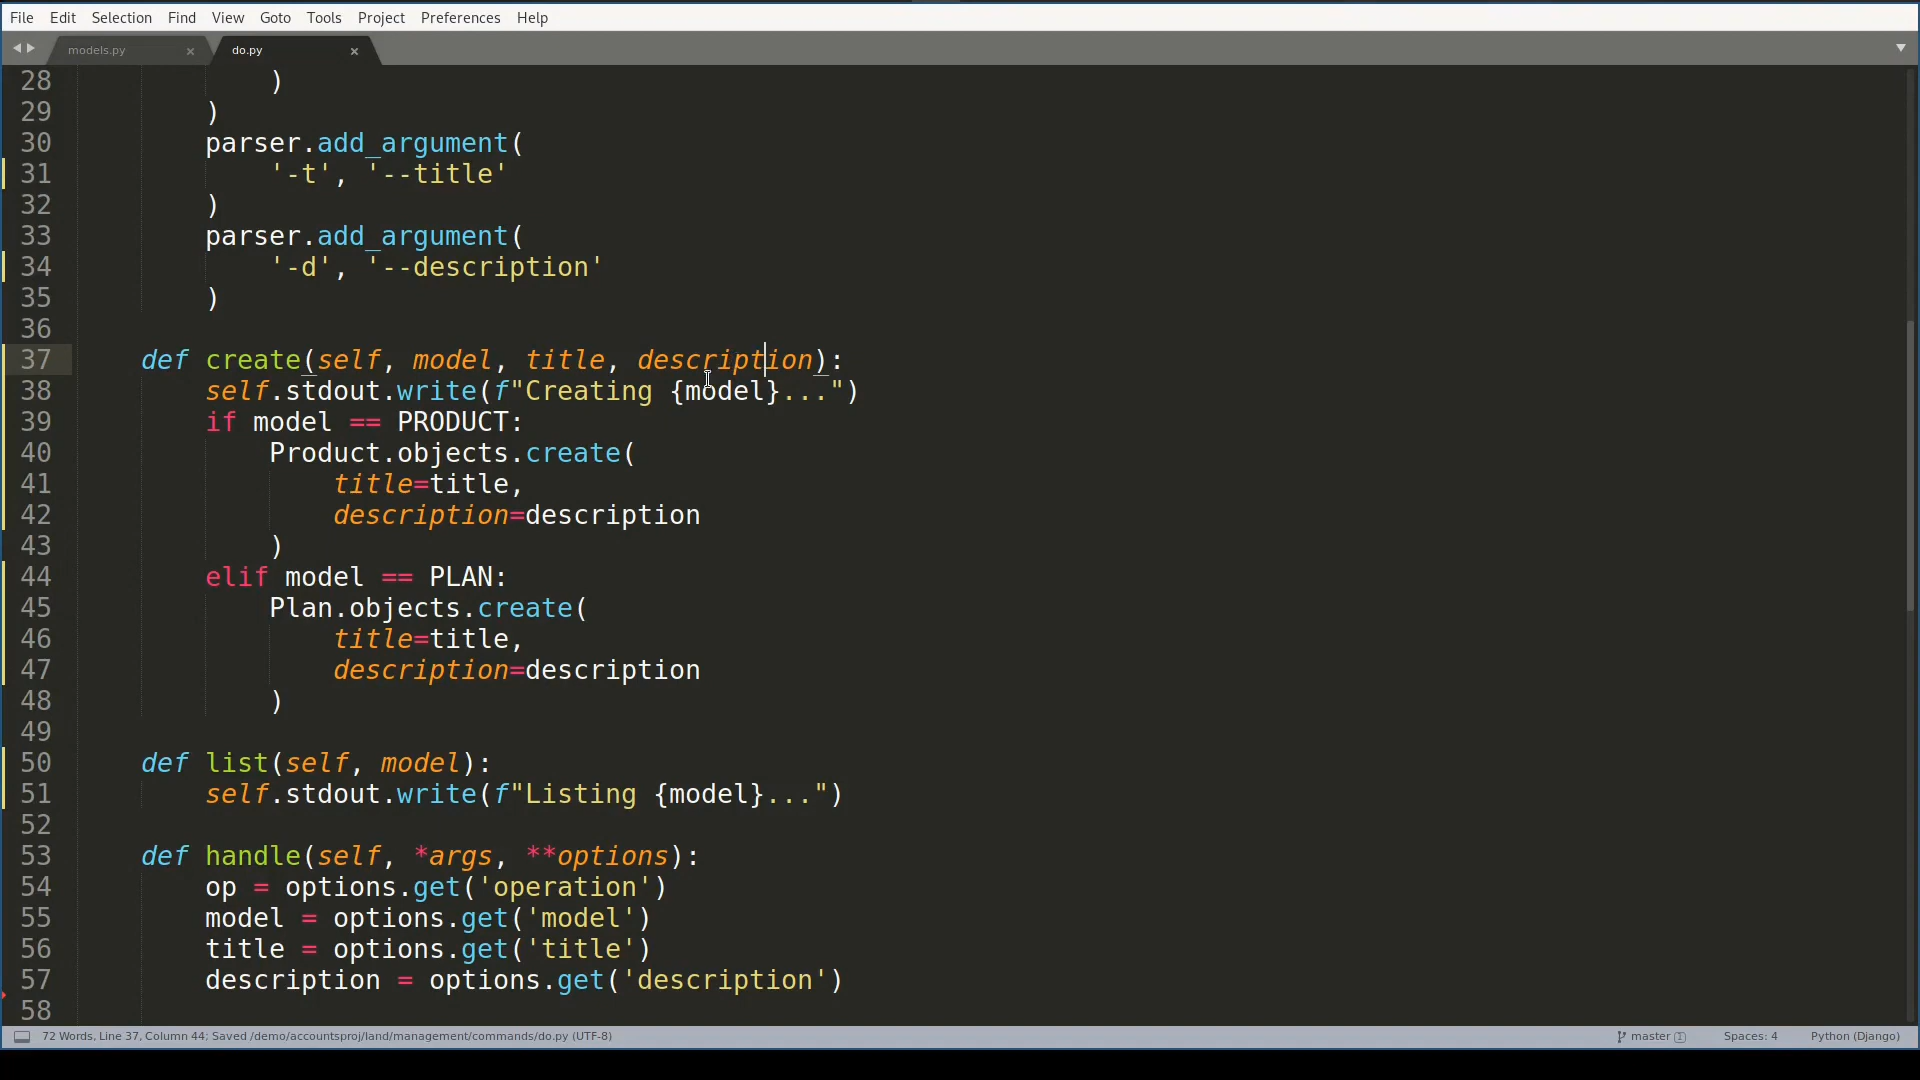 File Edit Selection Find View Goto Tools Project Preferences Help
models.py × do.py ×
28 )
29 )
30 parser.add_argument(
31 '-t', '--title'
32 )
33 parser.add_argument(
34 '-d', '--description'
35 )
36
37 def create(self, model, title, description):
38 self.stdout.write(f"Creating {model}...")
39 if model == PRODUCT:
40 Product.objects.create(
41 title=title,
42 description=description
43 )
44 elif model == PLAN:
45 Plan.objects.create(
46 title=title,
47 description=description
48 )
49
50 def list(self, model):
51 self.stdout.write(f"Listing {model}...")
52
53 def handle(self, *args, **options):
54 op = options.get('operation')
55 model = options.get('model')
56 title = options.get('title')
57 description = options.get('description')
58
72 Words, Line 37, Column 44; Saved /demo/accountsproj/land/management/commands/do.py (UTF-8) master 1 Spaces: 4 Python (Django)